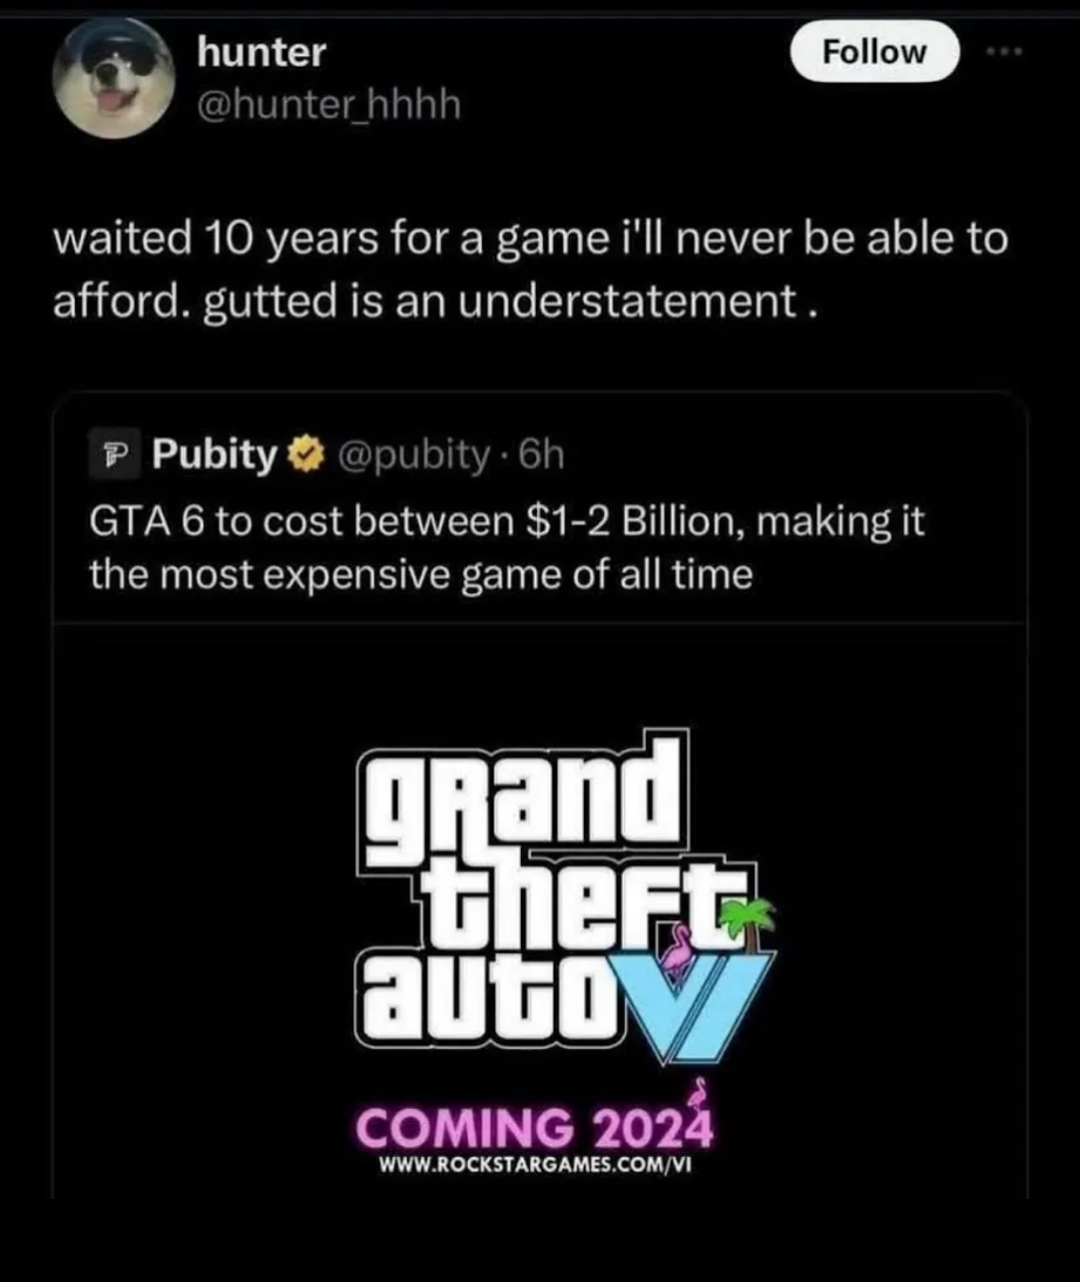 hunter
Follow
@hunter_hhhh
waited 10 years for a game i'll never be able to
afford. gutted is an understatement .
Pubity @pubity · 6h
GTA 6 to cost between $1-2 Billion, making it
the most expensive game of all time
grand
theft
auto VI
COMING 2024
WWW.ROCKSTARGAMES.COM/VI